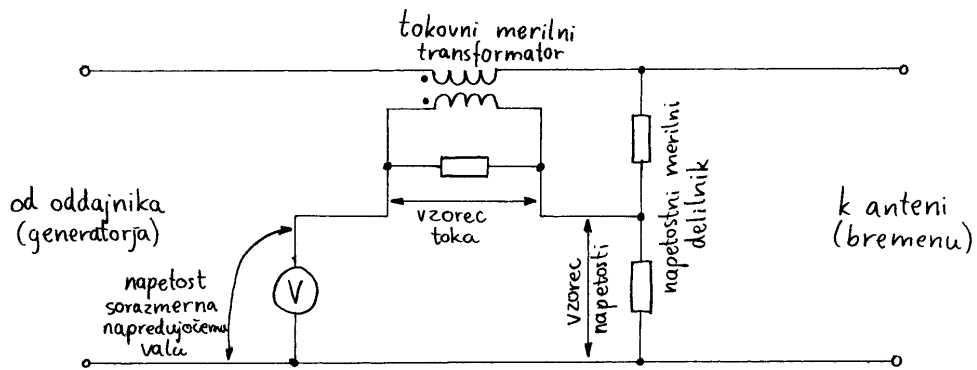 tokovni merilni
transformator
od oddajnika
(generatorja)
vzorec
toka
napetostni merilni
delilnik
k anteni
(bremenu)
vzorec
napetosti
napetost
sorazmerna
napredujočemu
valu
V